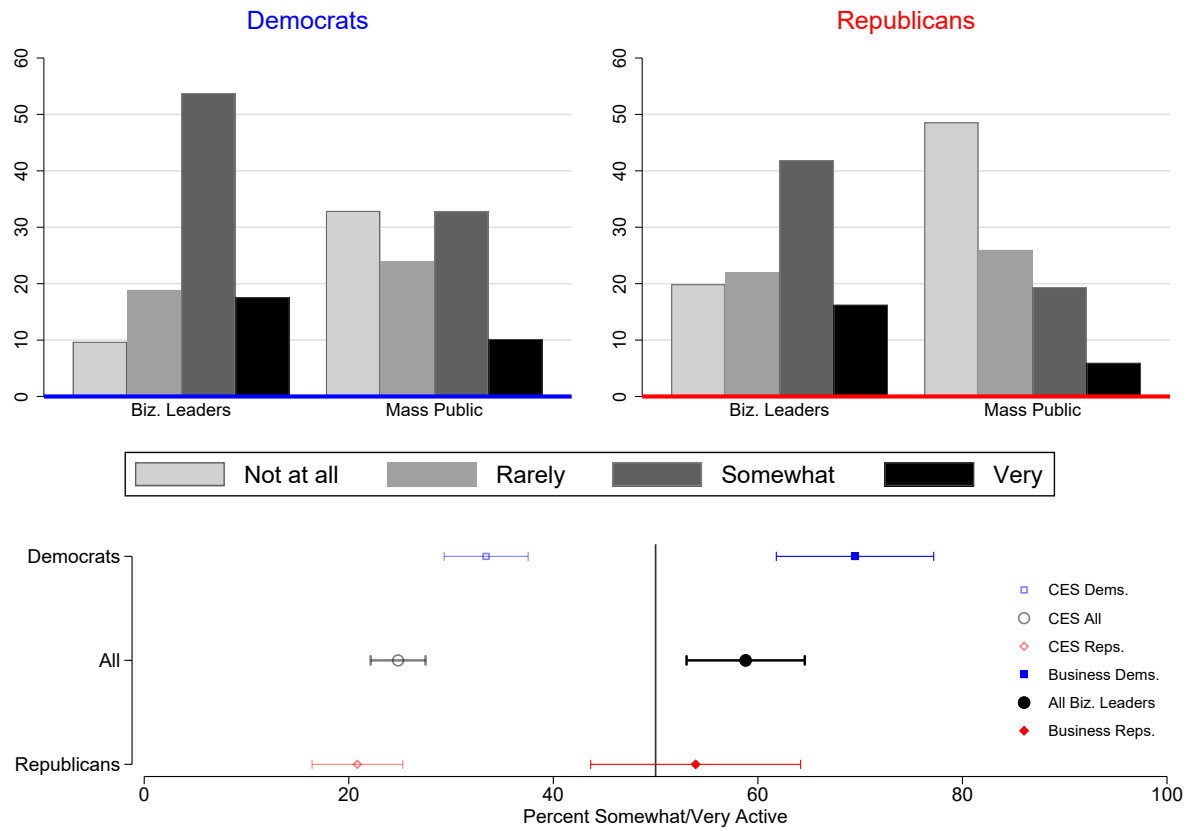 Democrats
Republicans
60
50
40
30
20
10
0
Biz. Leaders
Mass Public
60
50
40
30
20
10
0
Biz. Leaders
Mass Public
Not at all
Rarely
Somewhat
Very
Democrats
All
Republicans
CES Dems.
CES All
CES Reps.
Business Dems.
All Biz. Leaders
Business Reps.
0
20
40
60
80
100
Percent Somewhat/Very Active